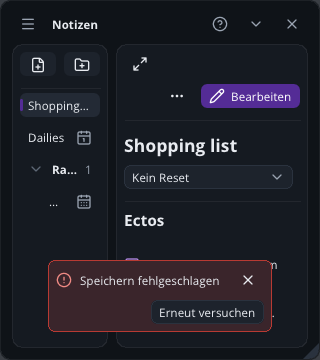 Notizen
Shopping...
Dailies
Ra... 1
...
Bearbeiten
Shopping list
Kein Reset
Ectos
Speichern fehlgeschlagen
Erneut versuchen